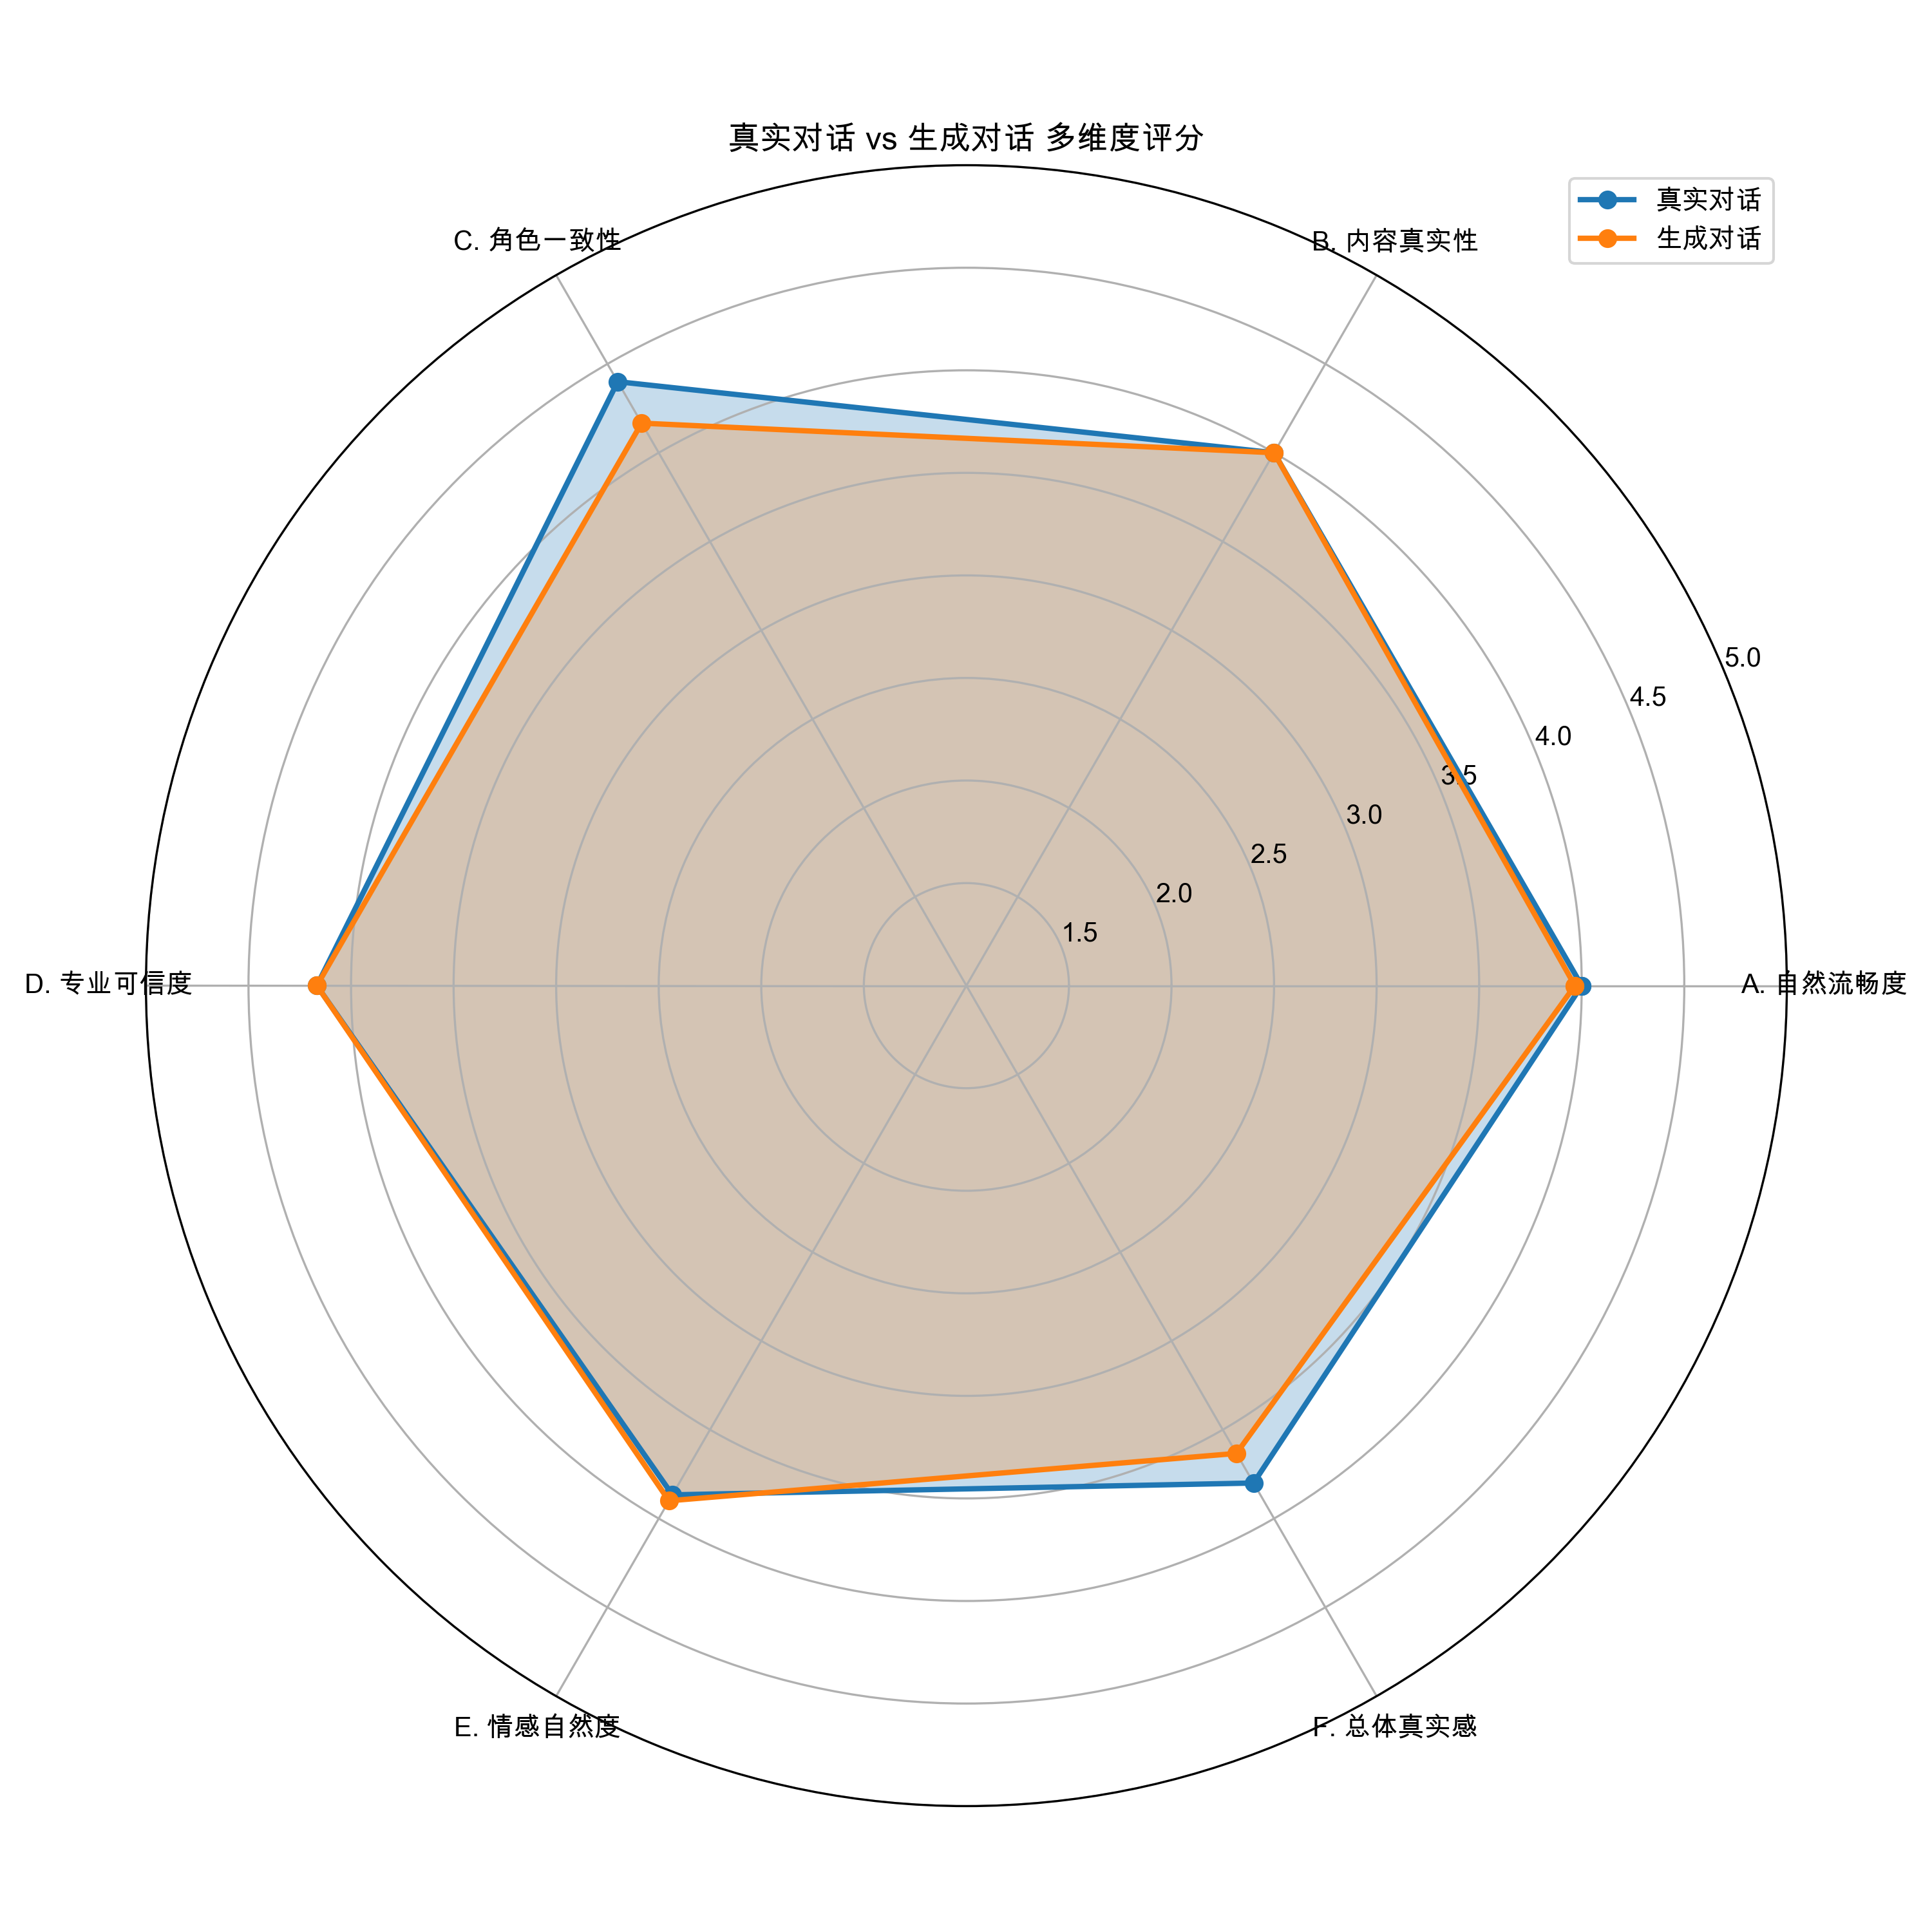 真实对话 vs 生成对话 多维度评分
真实对话
生成对话
C. 角色一致性
B. 内容真实性
5.0
4.5
4.0
3.5
3.0
2.5
2.0
1.5
D. 专业可信度
A. 自然流畅度
E. 情感自然度
F. 总体真实感